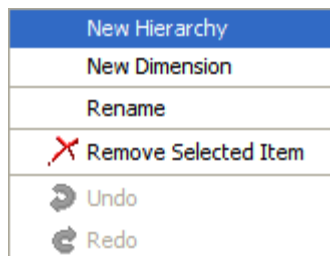 New Hierarchy
New Dimension
Rename
Remove Selected Item
Undo
Redo